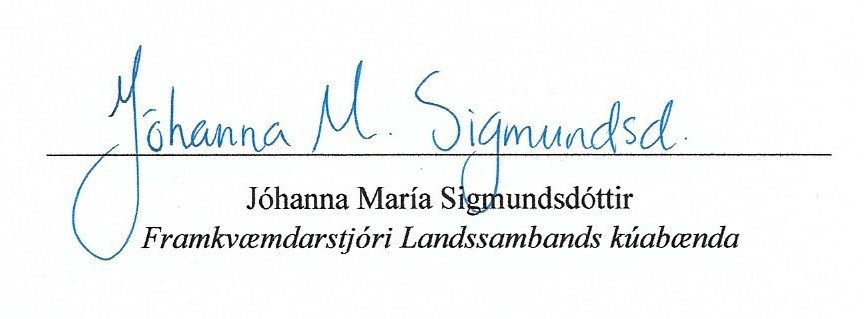 Jóhanna M. Sigmundsd.
Jóhanna María Sigmundsdóttir
Framkvæmdarstjóri Landssambands kúabænda